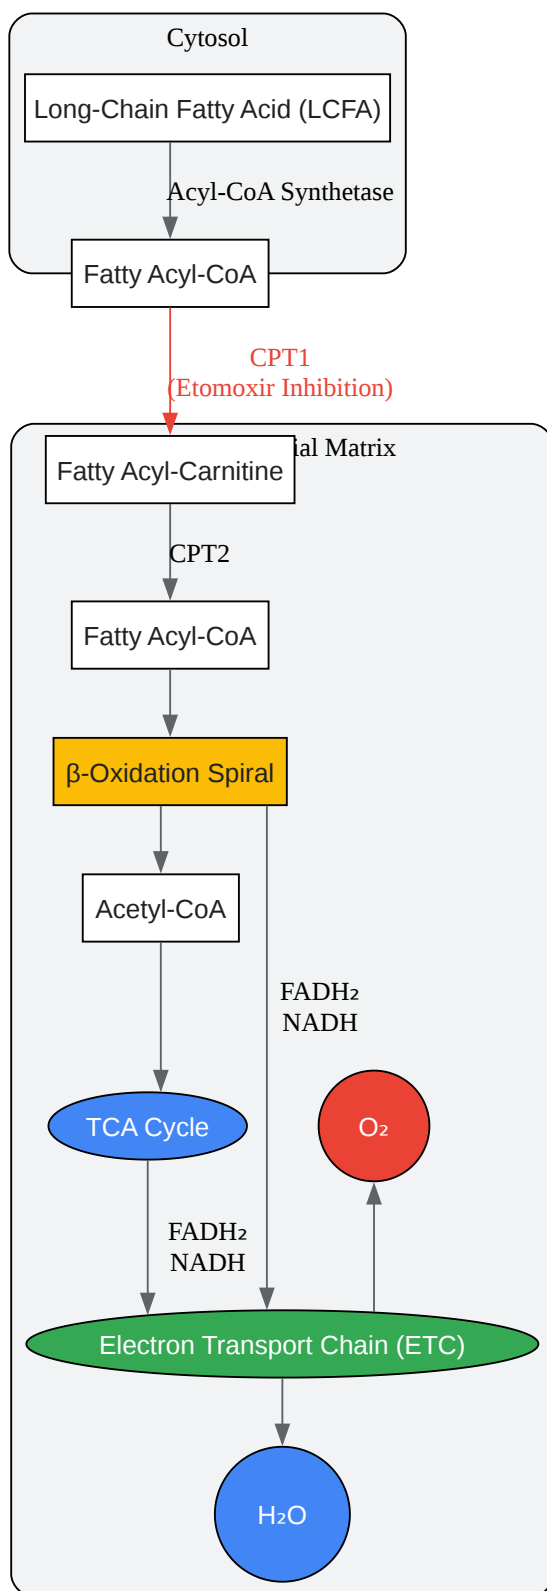 Cytosol
Long-Chain Fatty Acid (LCFA)
Acyl-CoA Synthetase
Fatty Acyl-CoA
CPT1
(Etomoxir Inhibition)
Matrix
Fatty Acyl-Carnitine
CPT2
Fatty Acyl-CoA
β-Oxidation Spiral
Acetyl-CoA
FADH₂
NADH
TCA Cycle
O₂
FADH₂
NADH
Electron Transport Chain (ETC)
H₂O